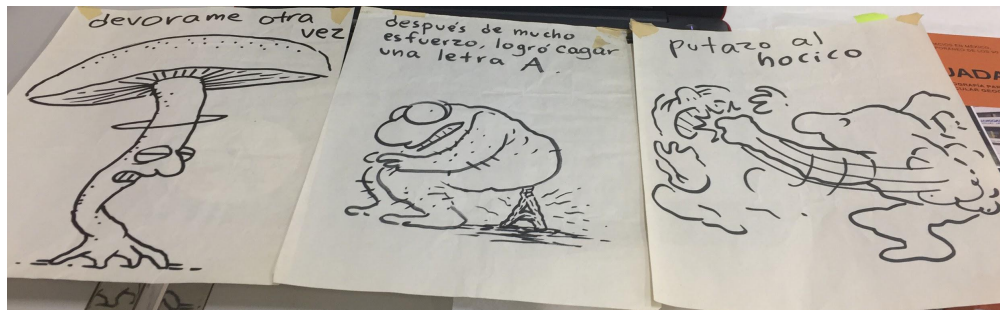 devorame otra
vez
después de mucho
esfuerzo, logró cagar
una letra A.
putazo al
hocico